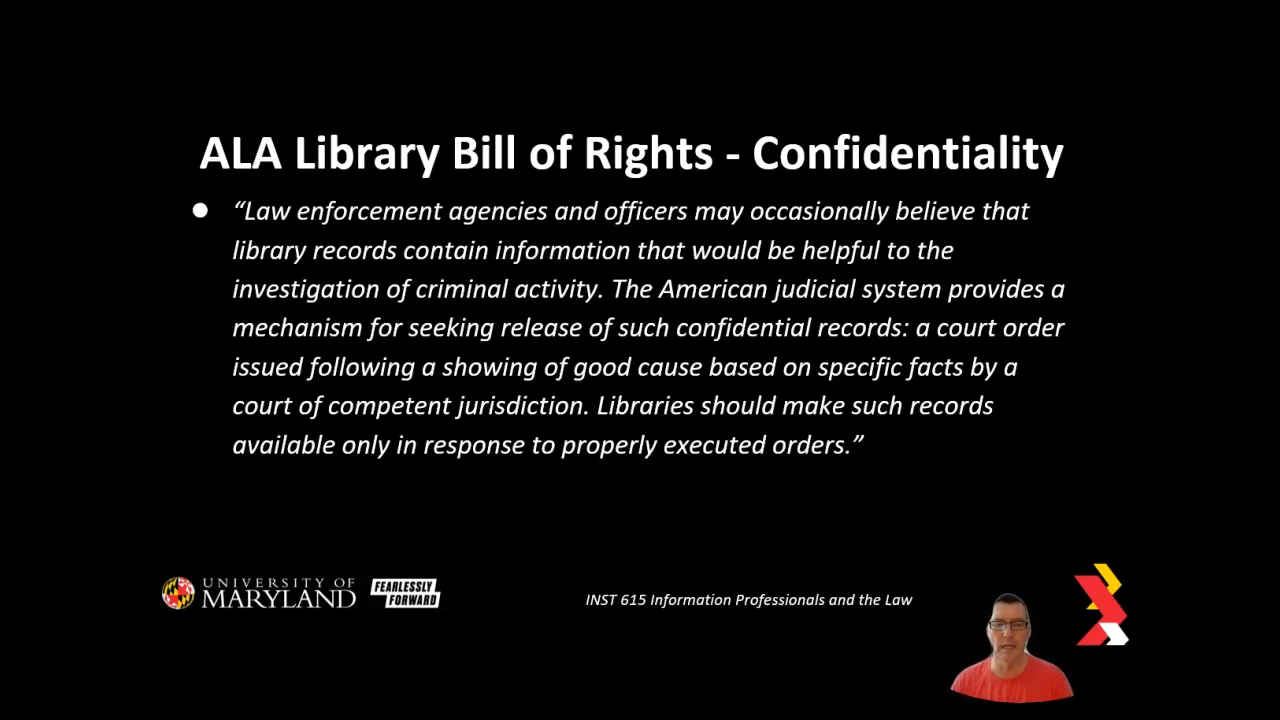 ALA Library Bill of Rights - Confidentiality
● “Law enforcement agencies and officers may occasionally believe that
library records contain information that would be helpful to the
investigation of criminal activity. The American judicial system provides a
mechanism for seeking release of such confidential records: a court order
issued following a showing of good cause based on specific facts by a
court of competent jurisdiction. Libraries should make such records
available only in response to properly executed orders.”
UNIVERSITY OF
MARYLAND
FEARLESSLY
FORWARD
INST 615 Information Professionals and the Law